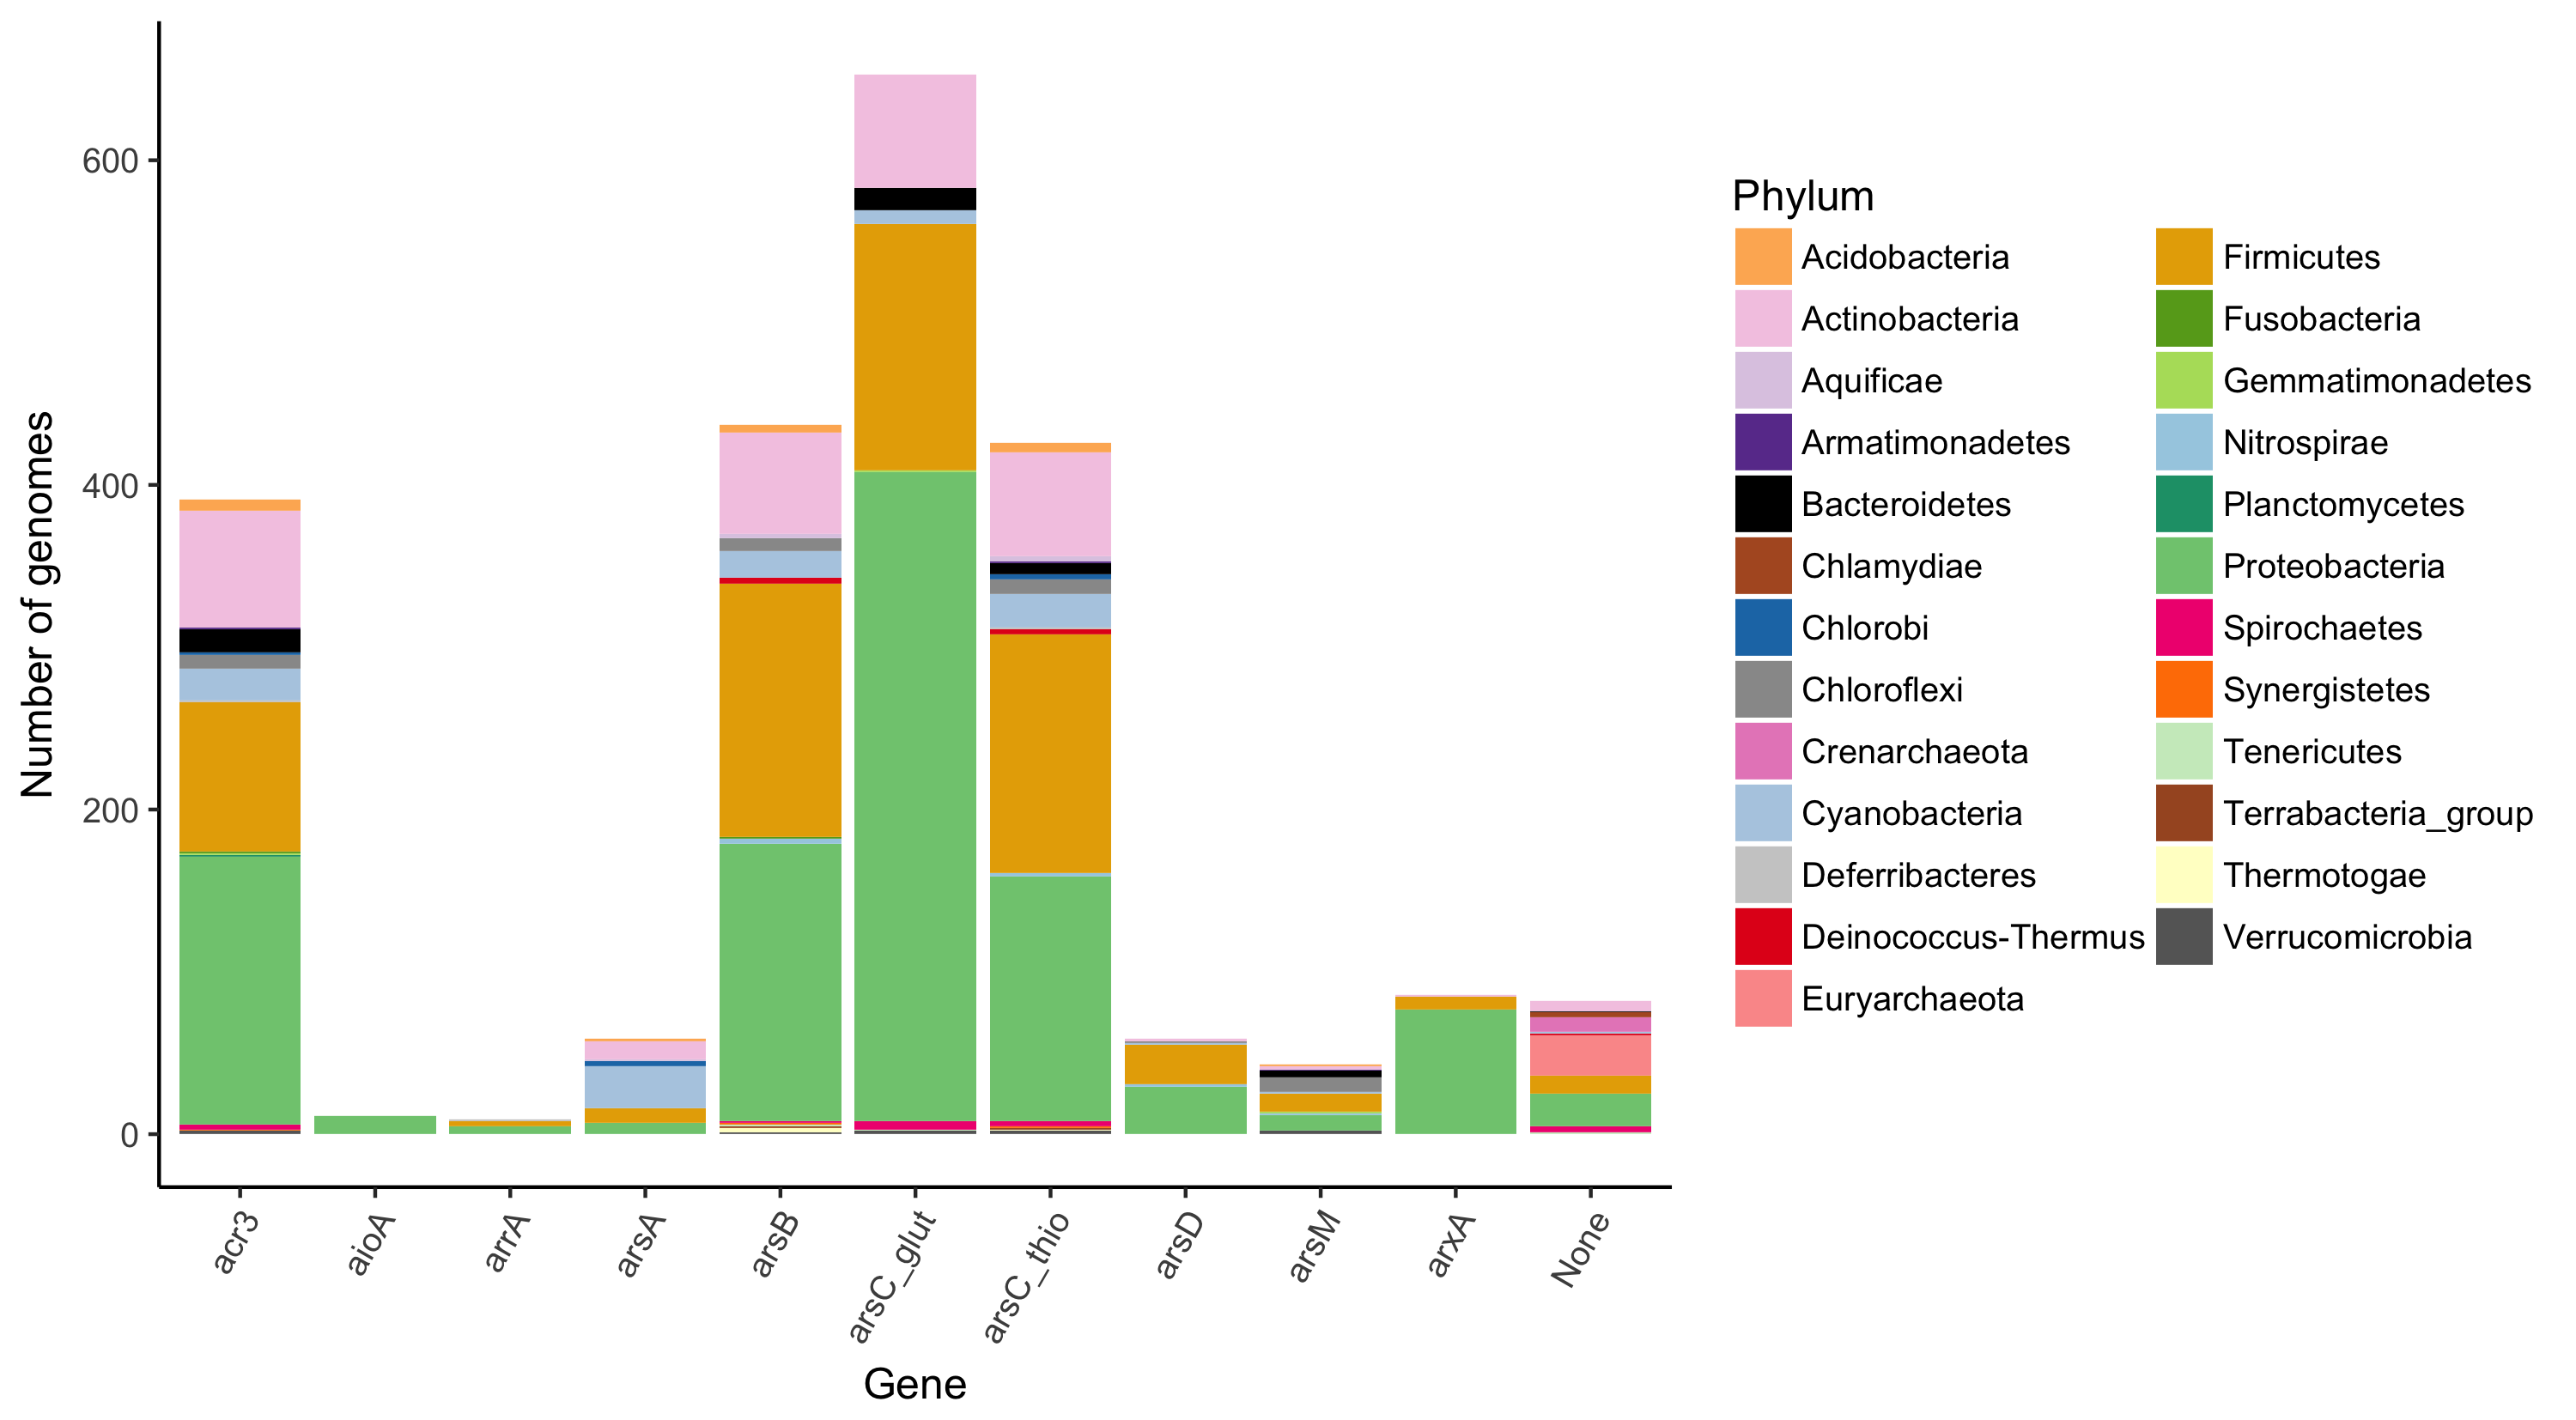 Number of genomes
600
400
200
0
acr3
aioA
arrA
arsA
arsB
arsC_glut
arsC_thio
arsD
arsM
arxA
None
Gene
Phylum
Acidobacteria
Actinobacteria
Aquificae
Armatimonadetes
Bacteroidetes
Chlamydiae
Chlorobi
Chloroflexi
Crenarchaeota
Cyanobacteria
Deferribacteres
Deinococcus-Thermus
Euryarchaeota
Firmicutes
Fusobacteria
Gemmatimonadetes
Nitrospirae
Planctomycetes
Proteobacteria
Spirochaetes
Synergistetes
Tenericutes
Terrabacteria_group
Thermotogae
Verrucomicrobia